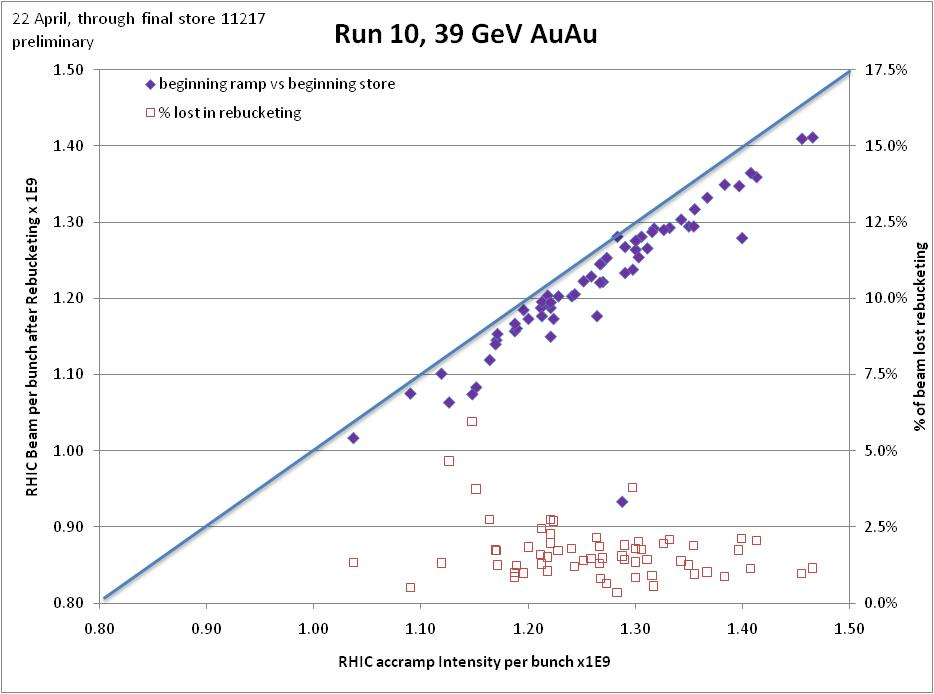 22 April, through final store 11217
preliminary
Run 10, 39 GeV AuAu
beginning ramp vs beginning store
% lost in rebucketing
1.50
1.40
1.30
1.20
1.10
1.00
0.90
0.80
RHIC Beam per bunch after Rebucketing x 1E9
17.5%
15.0%
12.5%
10.0%
7.5%
5.0%
2.5%
0.0%
% of beam lost rebucketing
0.80 0.90 1.00 1.10 1.20 1.30 1.40 1.50
RHIC accramp Intensity per bunch x1E9